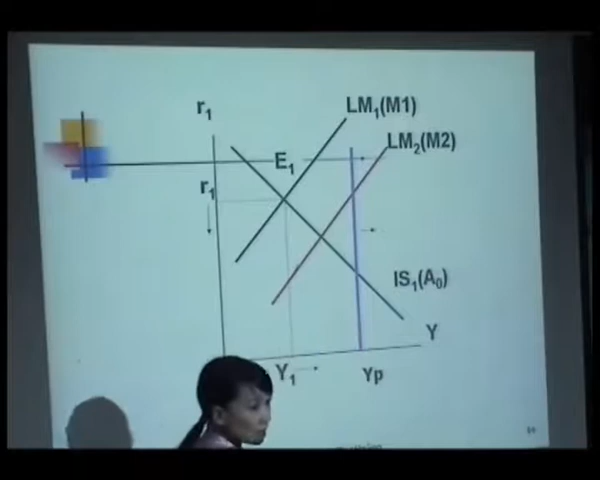 r₁
LM₁(M1)
LM₂(M2)
E₁
r₁
IS₁(A₀)
Y
Y₁
Yp